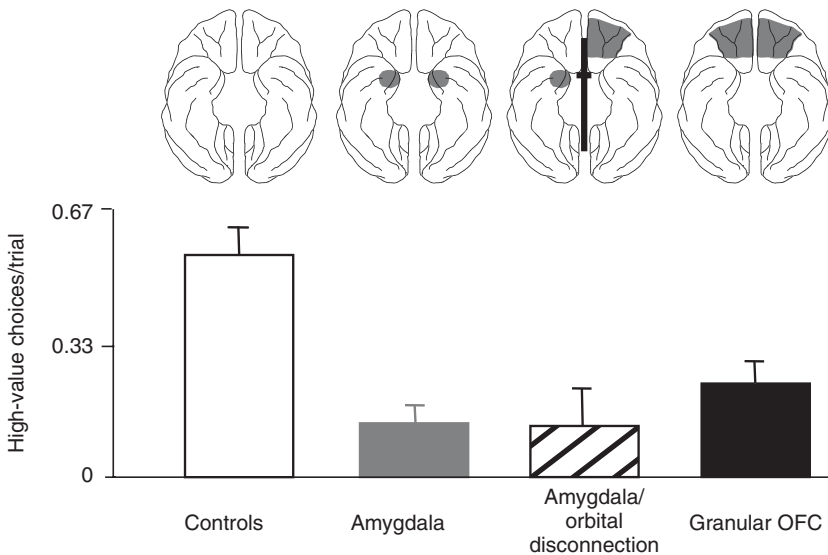 High-value choices/trial
0.67
0.33
0
Controls
Amygdala
Amygdala/
orbital
disconnection
Granular OFC